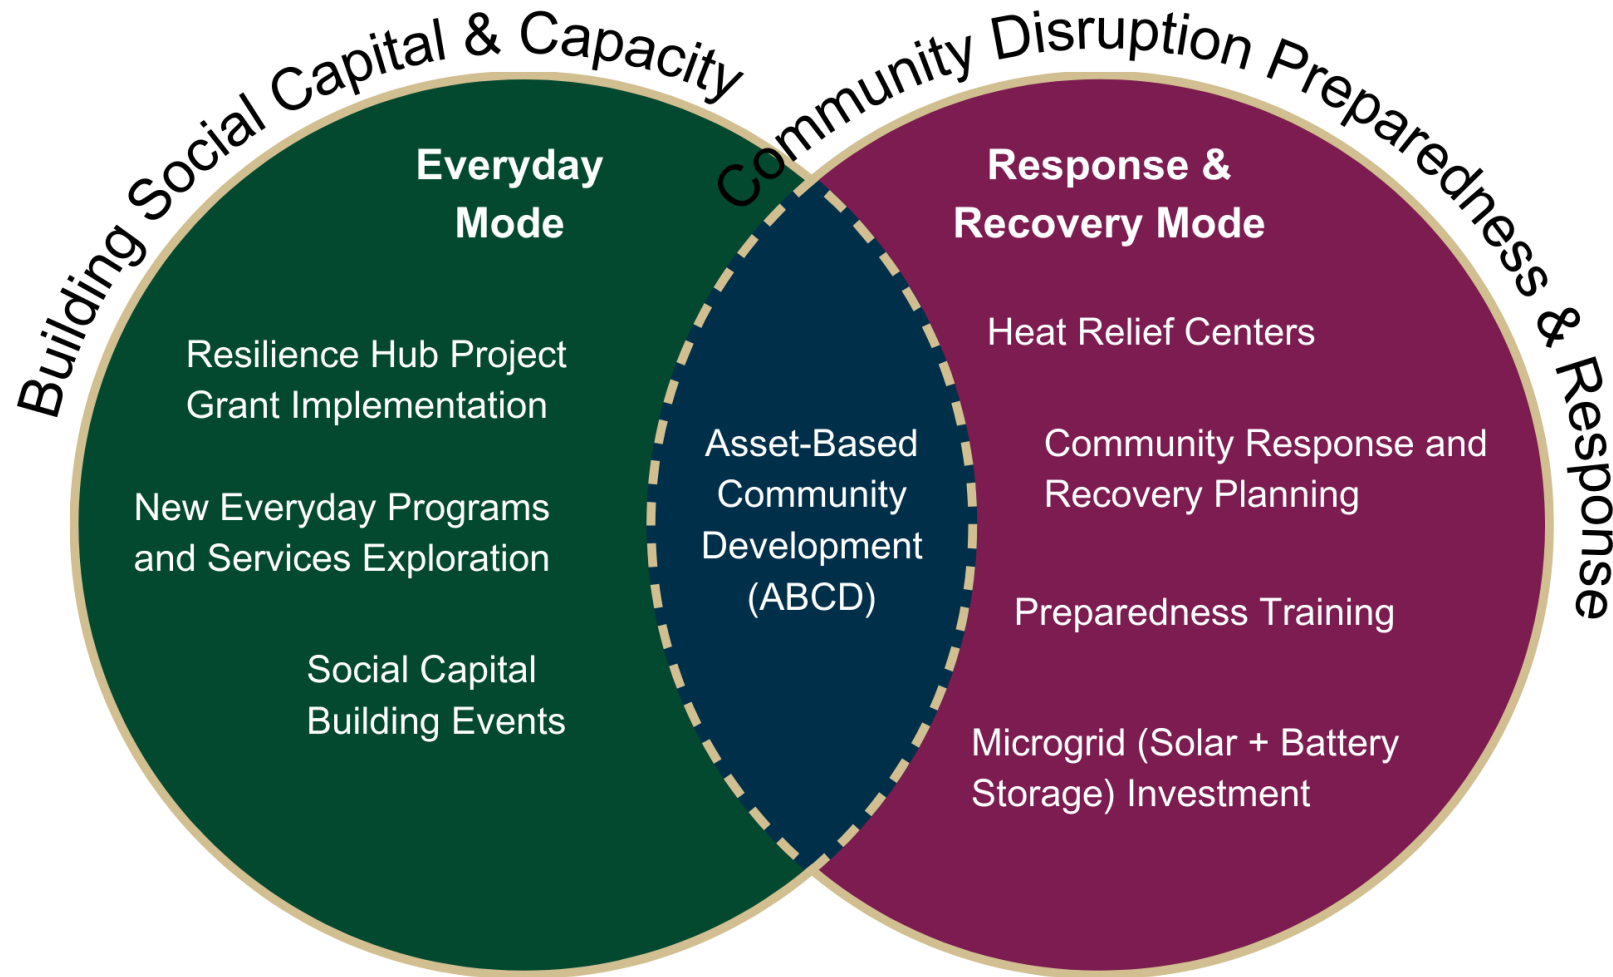 Building Social Capital & Capacity
Community Disruption Preparedness & Response
Everyday
Mode
Resilience Hub Project
Grant Implementation
New Everyday Programs
and Services Exploration
Social Capital
Building Events
Asset-Based
Community
Development
(ABCD)
Response &
Recovery Mode
Heat Relief Centers
Community Response and
Recovery Planning
Preparedness Training
Microgrid (Solar + Battery
Storage) Investment